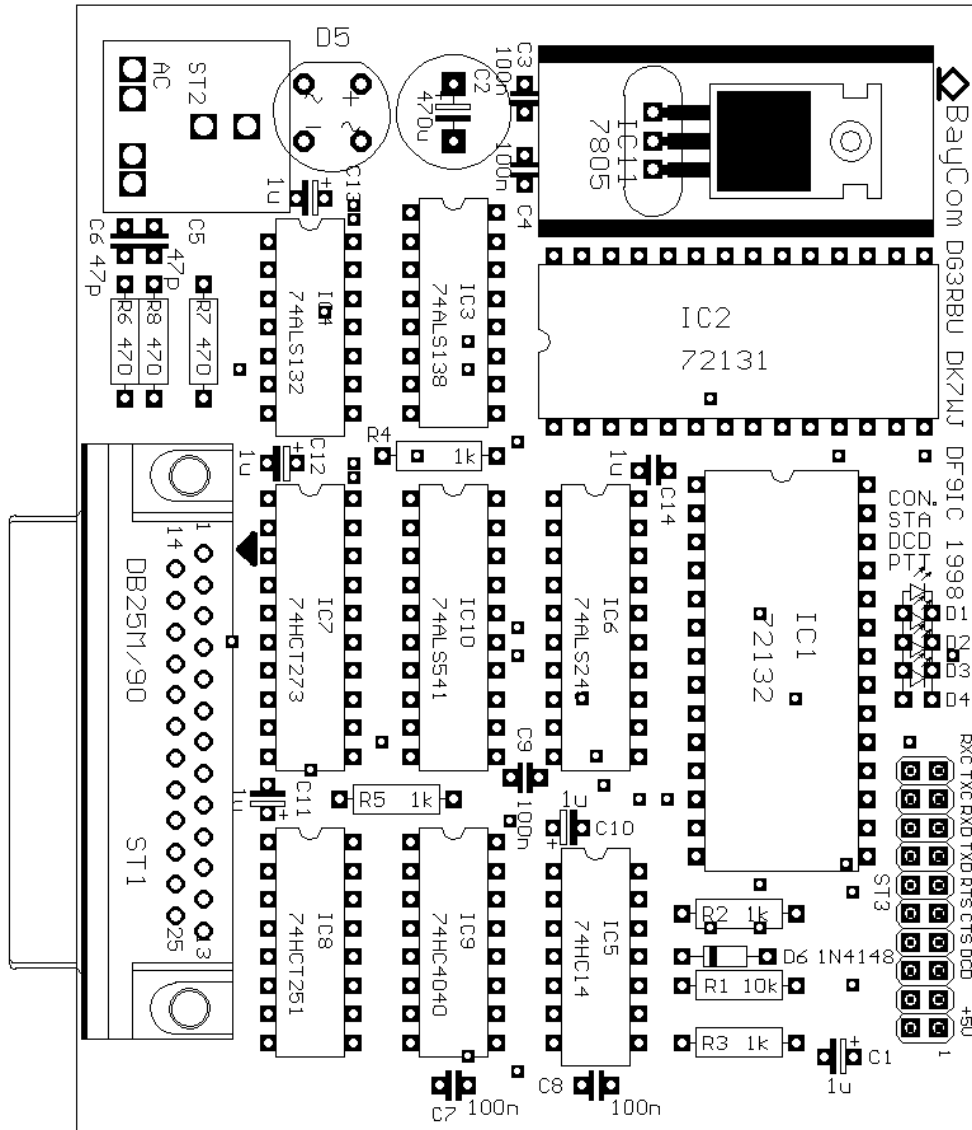 D5
AC
ST2
C2
470u
C3
100n
100n
C4
IC11
7805
BayCom DG3RBU DK7WJ DF9IC 1998
1u
C13
C6 47p
47p
C5
R6 470
R8 470
R7 470
IC4
74ALS132
IC3
74ALS138
IC2
72131
C12
1u
R4
1k
1u
C14
CON.
STA
DCD
PTT
1
14
DB25M/90
ST1
13
25
IC7
74HCT273
IC10
74ALS541
IC6
IC1
72132
D1
D2
D3
D4
C9
100n
C11
1u
R5 1k
1u
C10
RXC TXC RXD TXD RTS CTS DCD +5V
ST3
1
IC8
74HCT251
IC9
74HC4040
IC5
74HC14
R2 1k
D6 1N4148
R1 10k
R3 1k
C1
1u
C7
100n
C8
100n